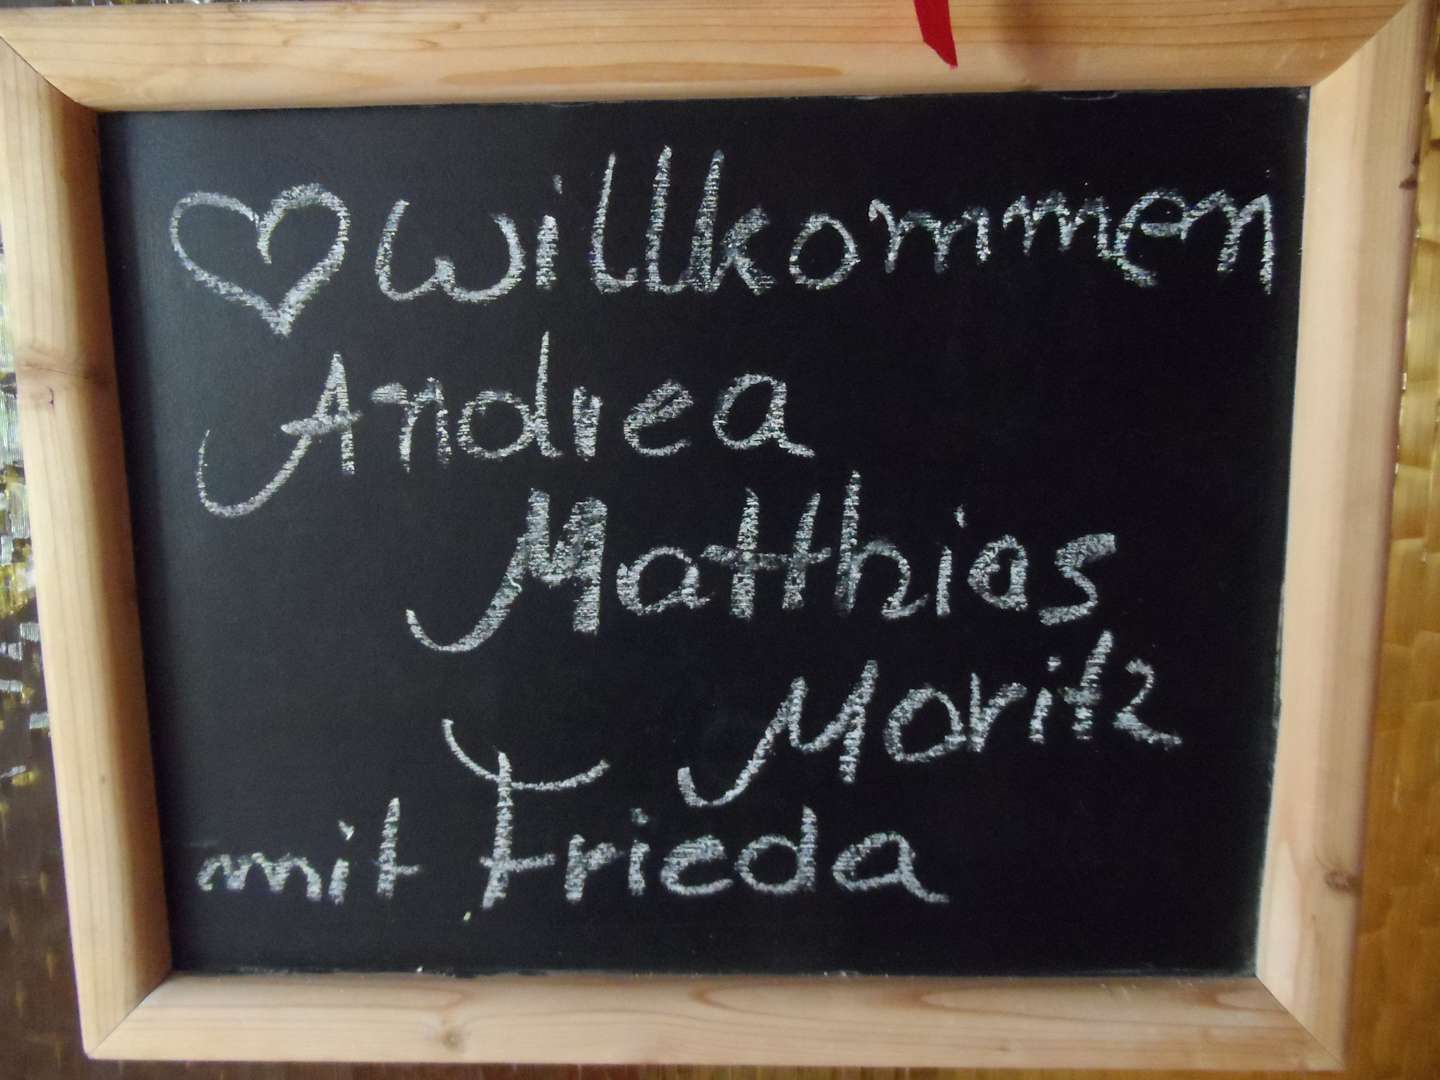 ♡ Willkommen
Andrea
Matthias
Moritz
mit Frieda